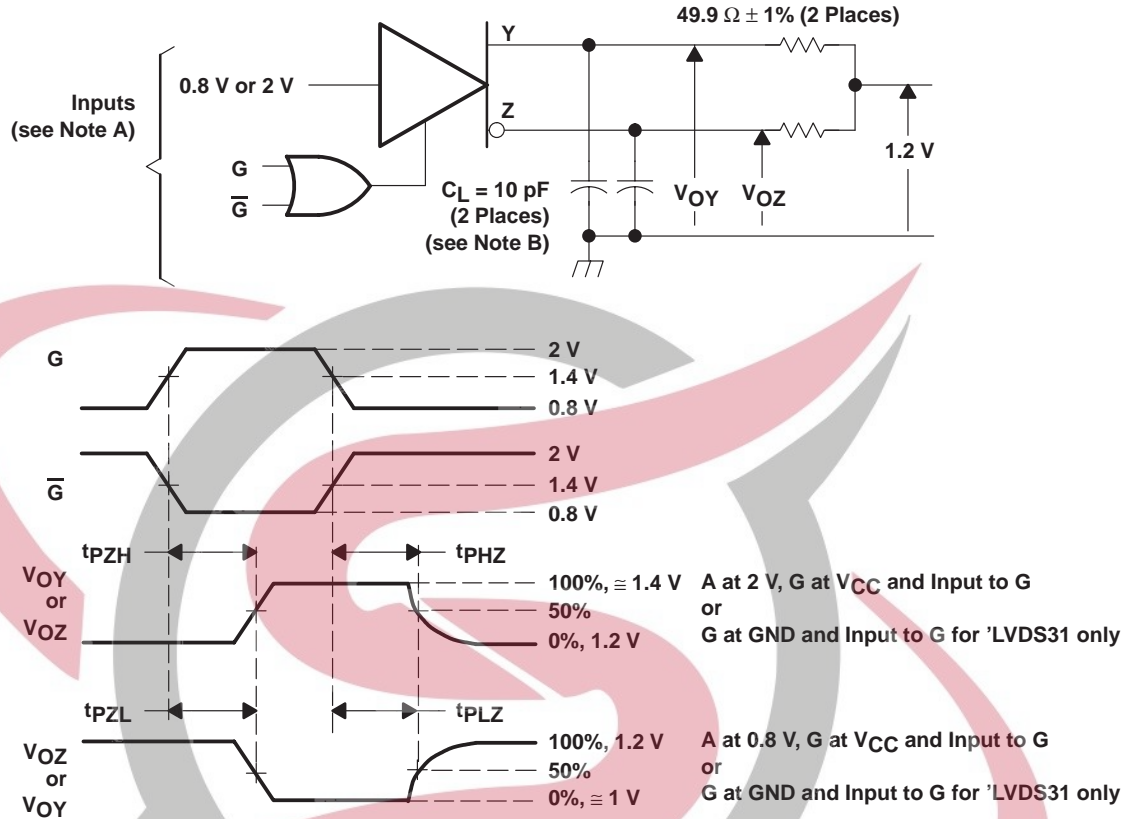 49.9 Ω ± 1% (2 Places)
Y
0.8 V or 2 V
Inputs
(see Note A)
Z
1.2 V
G
G̅
C_L = 10 pF
(2 Places)
(see Note B)
V_OY
V_OZ
G
2 V
1.4 V
0.8 V
G̅
2 V
1.4 V
0.8 V
tPZH
tPHZ
V_OY
or
V_OZ
100%, ≅ 1.4 V
50%
0%, 1.2 V
A at 2 V, G at V_CC and Input to G
or
G at GND and Input to G for ’LVDS31 only
tPZL
tPLZ
V_OZ
or
V_OY
100%, 1.2 V
50%
0%, ≅ 1 V
A at 0.8 V, G at V_CC and Input to G
or
G at GND and Input to G for ’LVDS31 only